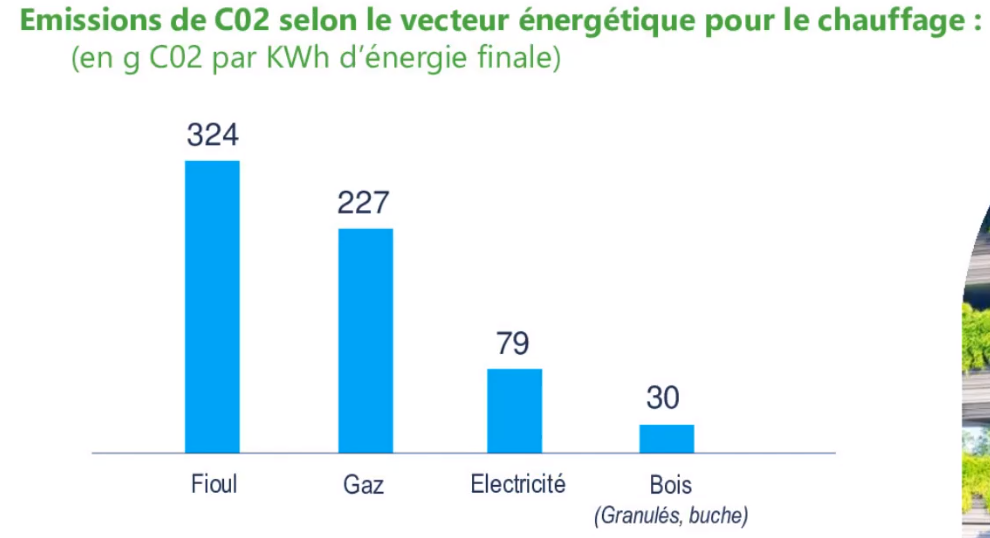 Emissions de C02 selon le vecteur énergétique pour le chauffage :
(en g C02 par KWh d’énergie finale)
324
227
79
30
Fioul
Gaz
Electricité
Bois
(Granulés, buche)